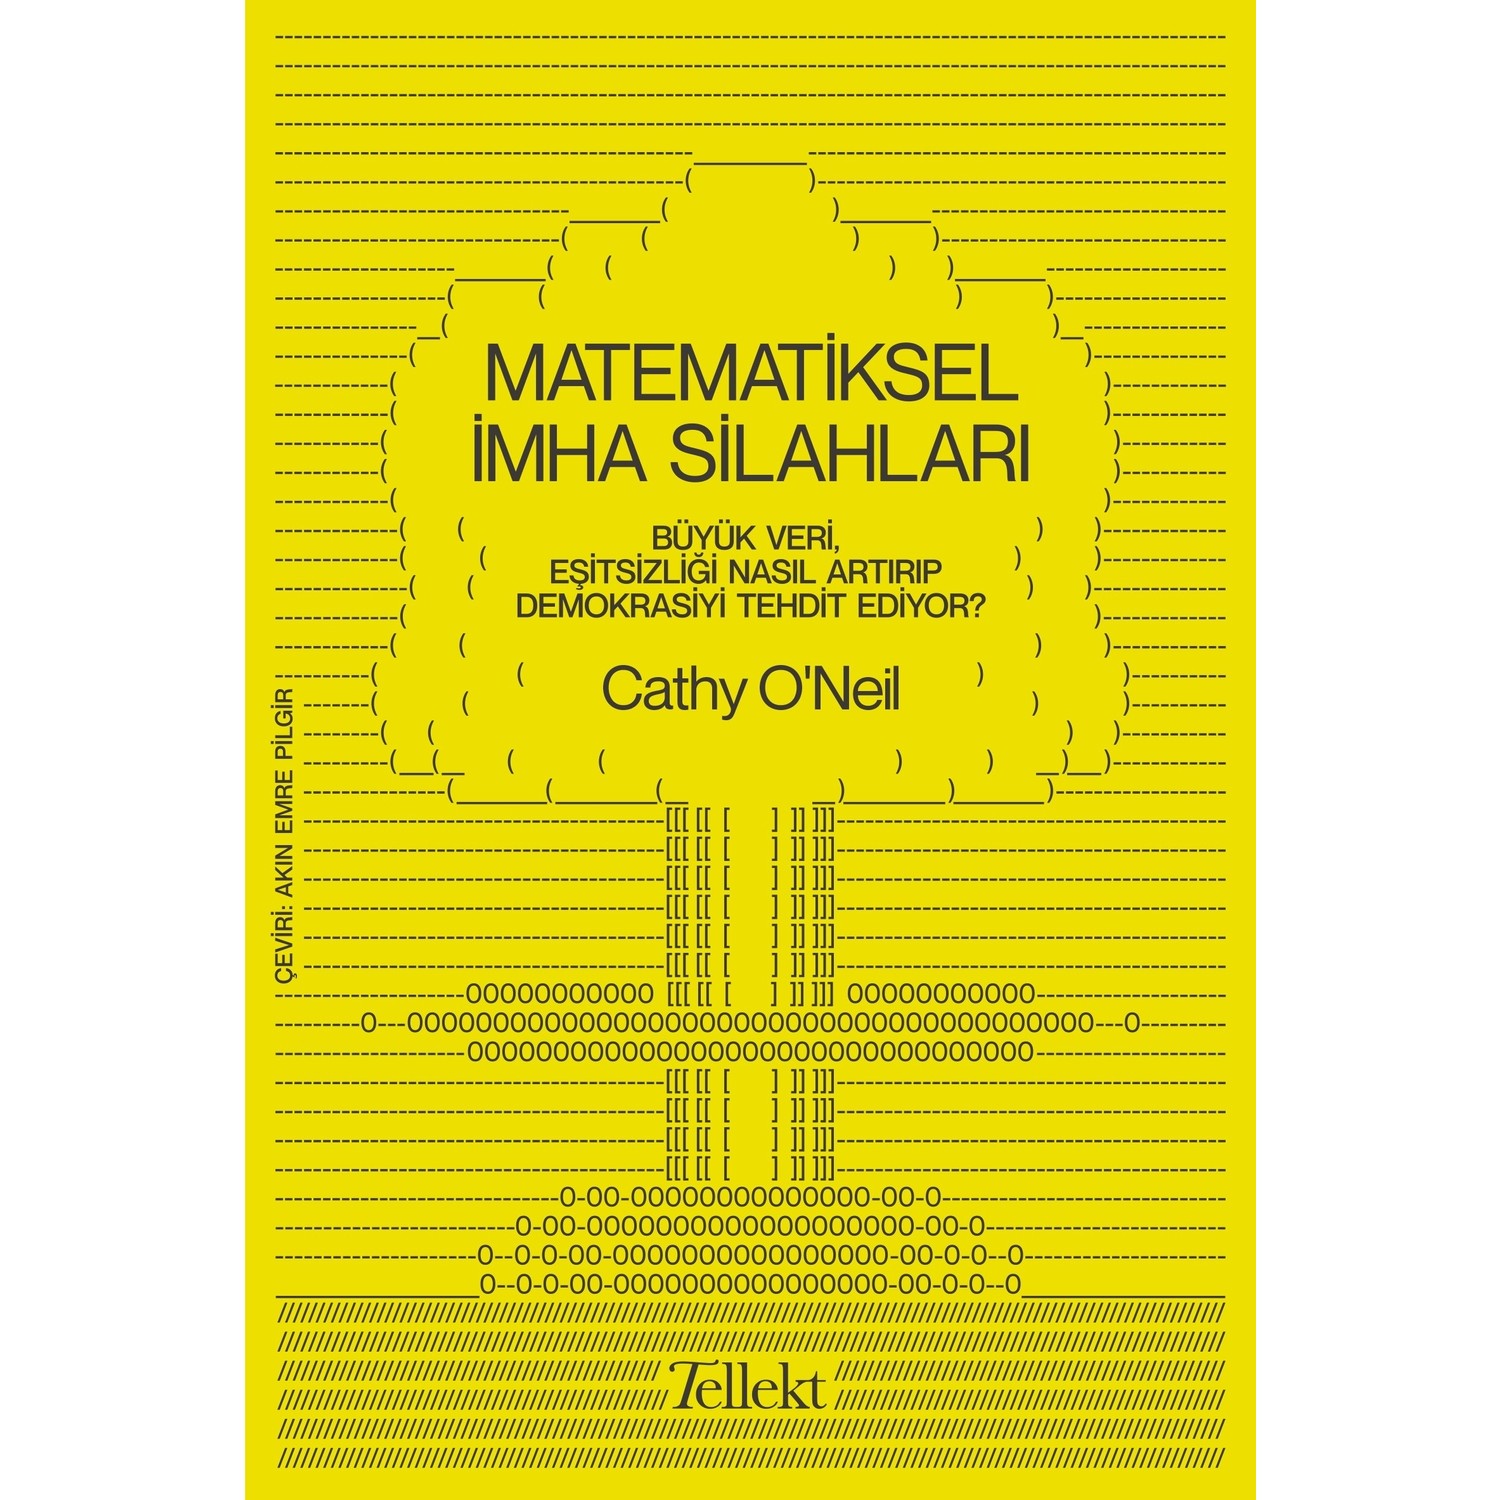 MATEMATİKSEL
İMHA SİLAHLARI
BÜYÜK VERİ,
EŞİTSİZLİĞİ NASIL ARTIRIP
DEMOKRASİYİ TEHDİT EDİYOR?
Cathy O'Neil
ÇEVİRİ: AKIN EMRE PİLGİR
Tellekt